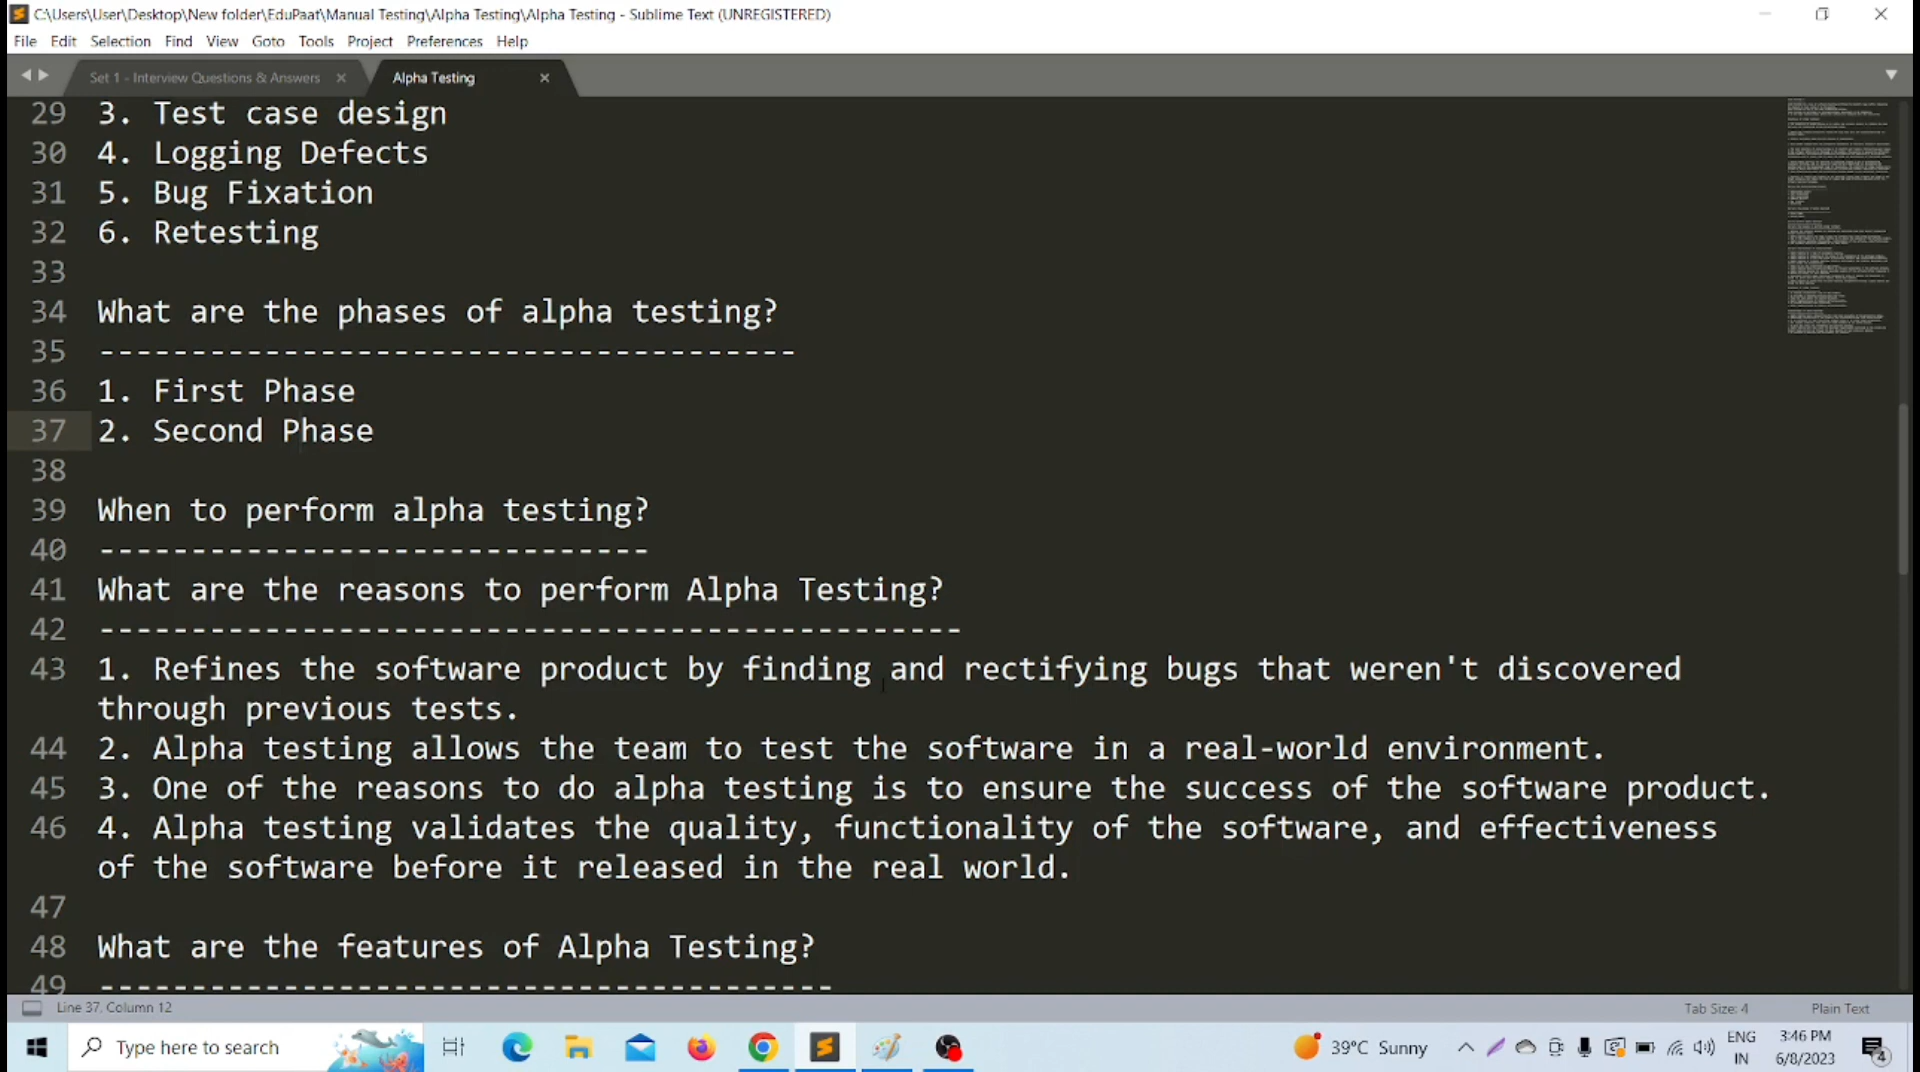 C:\Users\User\Desktop\New folder\EduPaat\Manual Testing\Alpha Testing\Alpha Testing - Sublime Text (UNREGISTERED)
File Edit Selection Find View Goto Tools Project Preferences Help
Set 1 - Interview Questions & Answers Alpha Testing
29 3. Test case design
30 4. Logging Defects
31 5. Bug Fixation
32 6. Retesting
33
34 What are the phases of alpha testing?
35 --------------------------------------
36 1. First Phase
37 2. Second Phase
38
39 When to perform alpha testing?
40 ------------------------------
41 What are the reasons to perform Alpha Testing?
42 -----------------------------------------------
43 1. Refines the software product by finding and rectifying bugs that weren't discovered
through previous tests.
44 2. Alpha testing allows the team to test the software in a real-world environment.
45 3. One of the reasons to do alpha testing is to ensure the success of the software product.
46 4. Alpha testing validates the quality, functionality of the software, and effectiveness
of the software before it released in the real world.
47
48 What are the features of Alpha Testing?
49 ----------------------------------------
Line 37, Column 12 Tab Size: 4 Plain Text
Type here to search 39°C Sunny ENG 3:46 PM
IN 6/8/2023 4